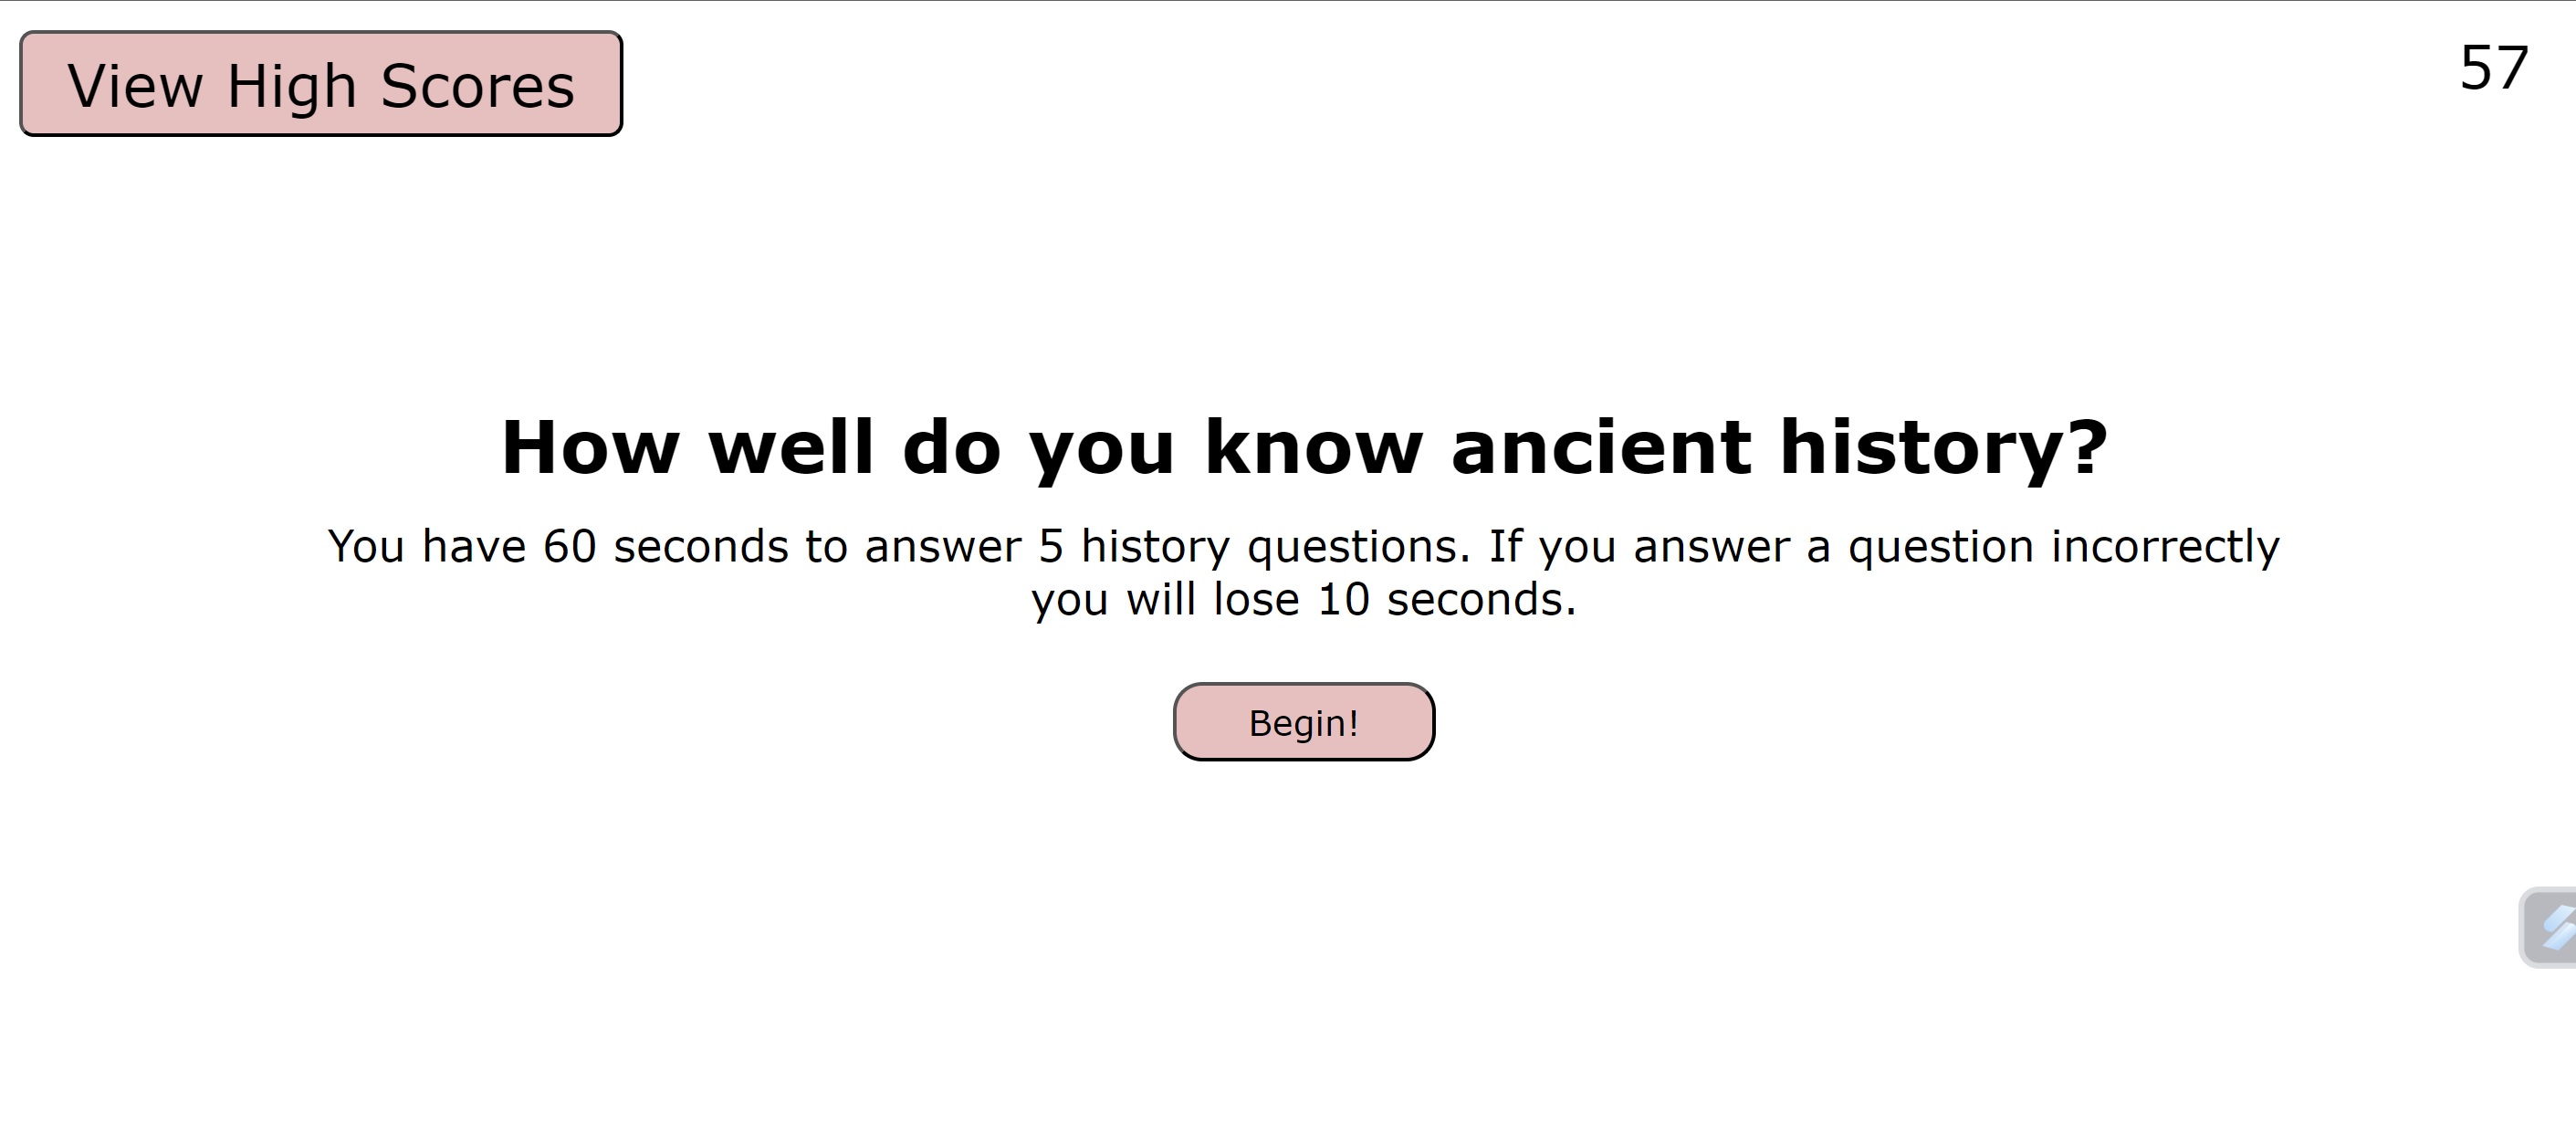 View High Scores
57
How well do you know ancient history?
You have 60 seconds to answer 5 history questions. If you answer a question incorrectly
you will lose 10 seconds.
Begin!